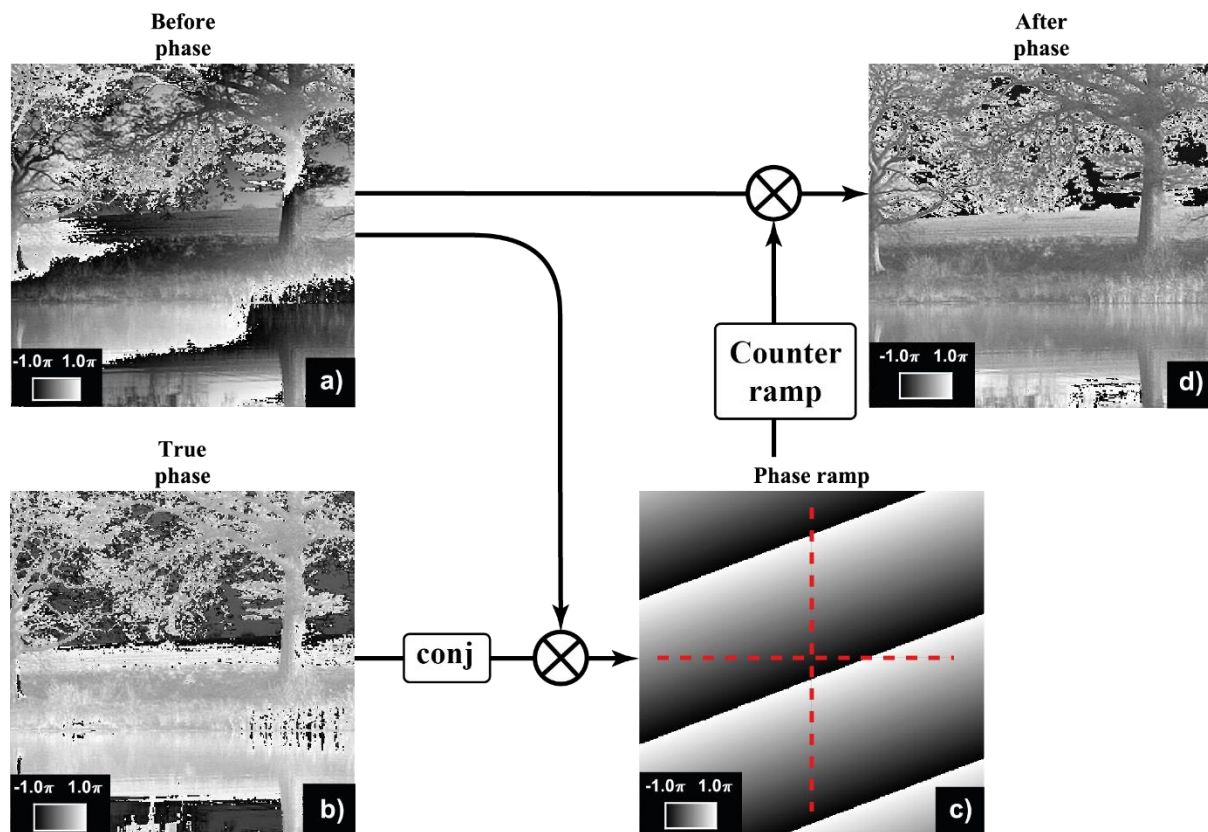 Before
phase
After
phase
-1.0π 1.0π
a)
Counter
ramp
-1.0π 1.0π
d)
True
phase
Phase ramp
conj
-1.0π 1.0π
b)
-1.0π 1.0π
c)